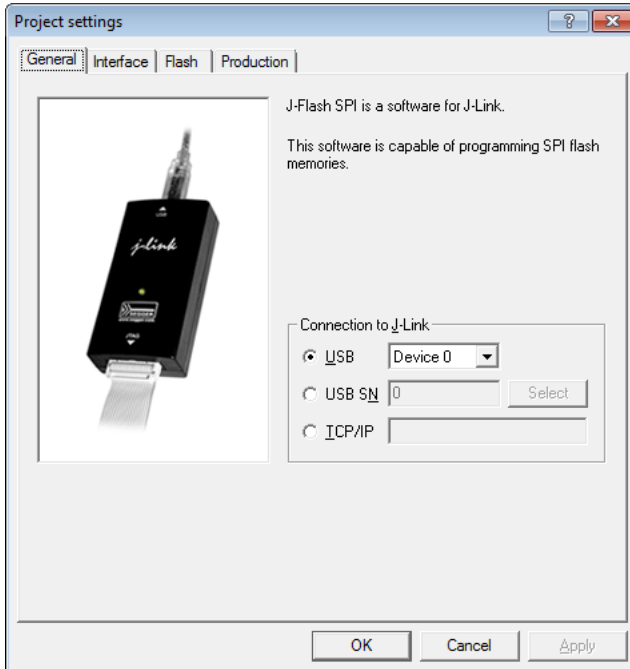 Project settings
General
Interface
Flash
Production
J-Flash SPI is a software for J-Link.
This software is capable of programming SPI flash
memories.
j-link
SEGGER
Connection to J-Link
USB
Device 0
USB SN
0
Select
TCP/IP
OK
Cancel
Apply